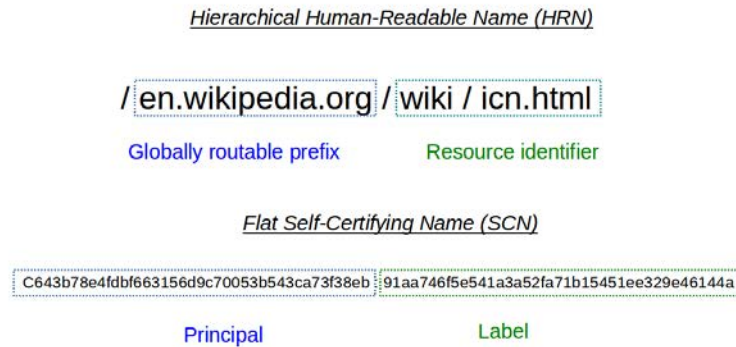 Hierarchical Human-Readable Name (HRN)
/ en.wikipedia.org / wiki / icn.html
Globally routable prefix Resource identifier
Flat Self-Certifying Name (SCN)
C643b78e4fdbf663156d9c70053b543ca73f38eb 91aa746f5e541a3a52fa71b15451ee329e46144a
Principal Label